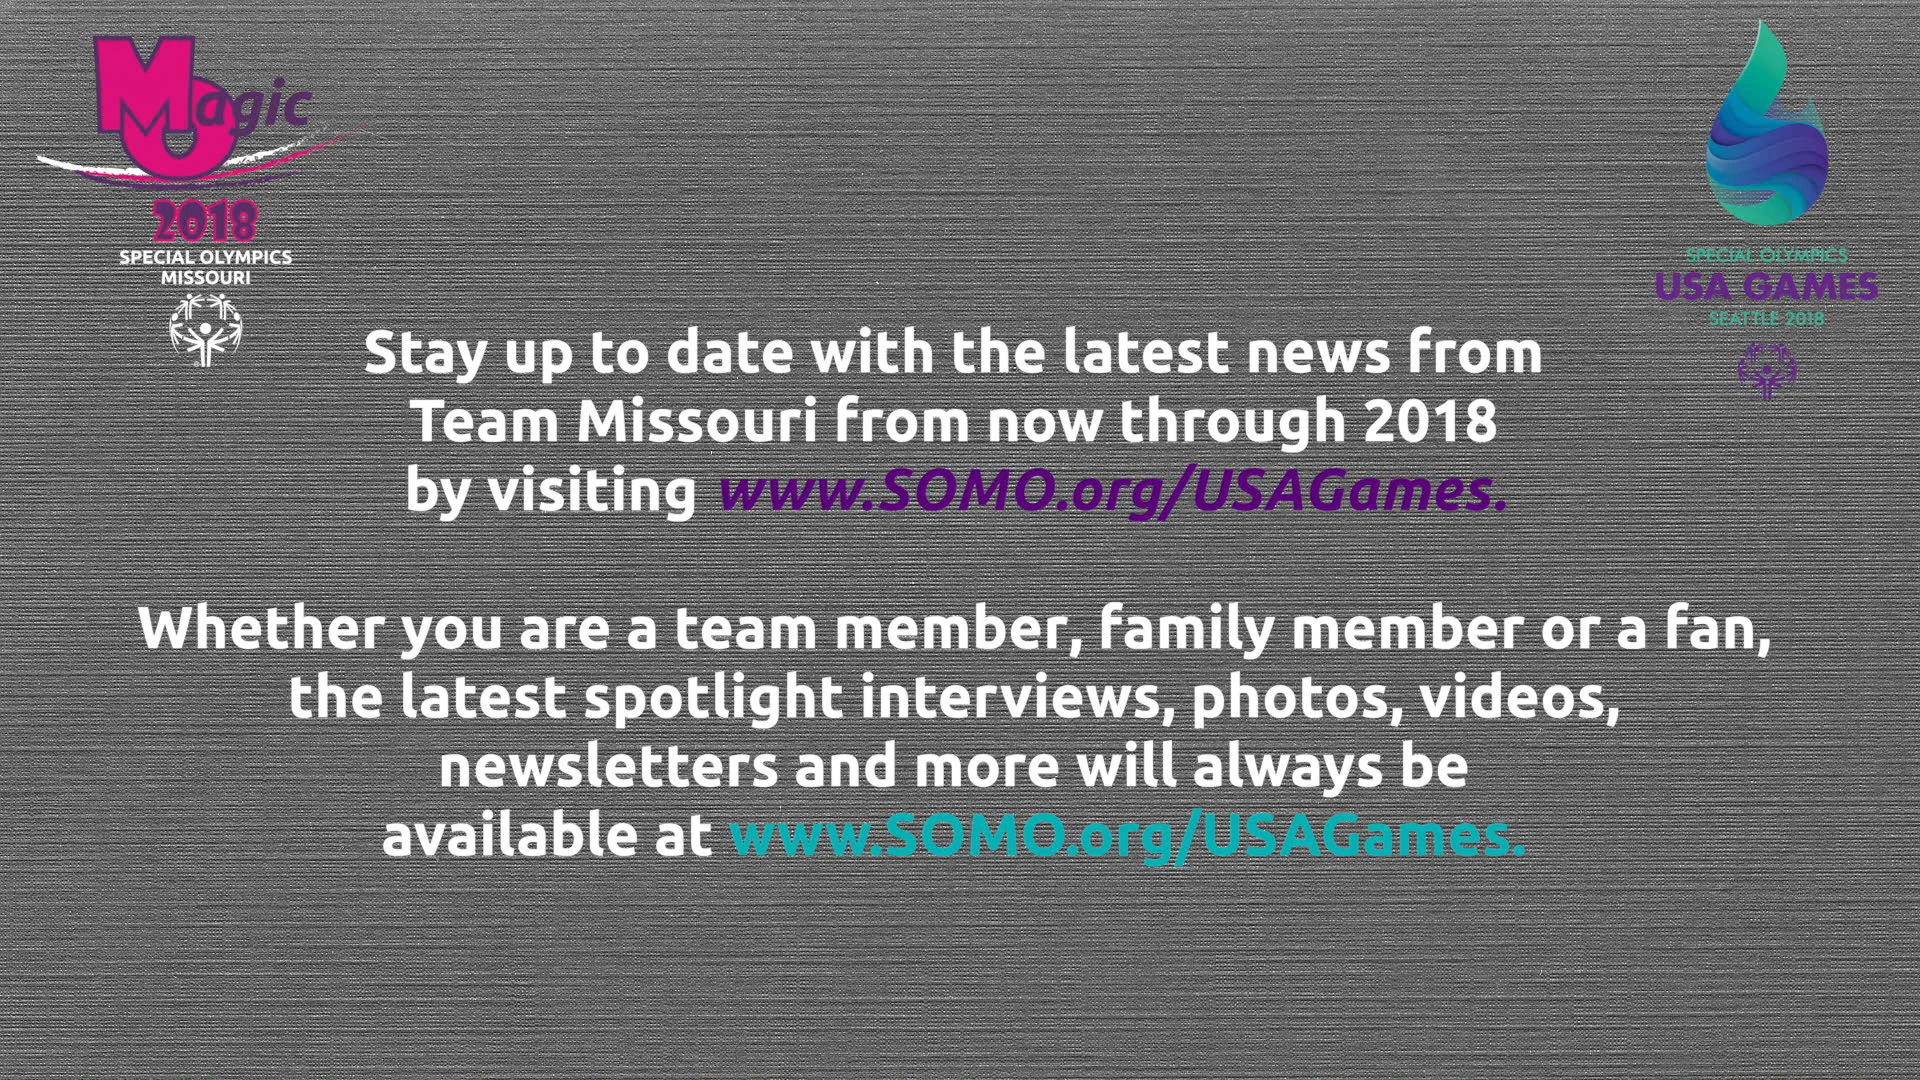 MO Magic
2018
SPECIAL OLYMPICS
MISSOURI
SPECIAL OLYMPICS
USA GAMES
SEATTLE 2018
Stay up to date with the latest news from
Team Missouri from now through 2018
by visiting www.SOMO.org/USAGames.
Whether you are a team member, family member or a fan,
the latest spotlight interviews, photos, videos,
newsletters and more will always be
available at www.SOMO.org/USAGames.